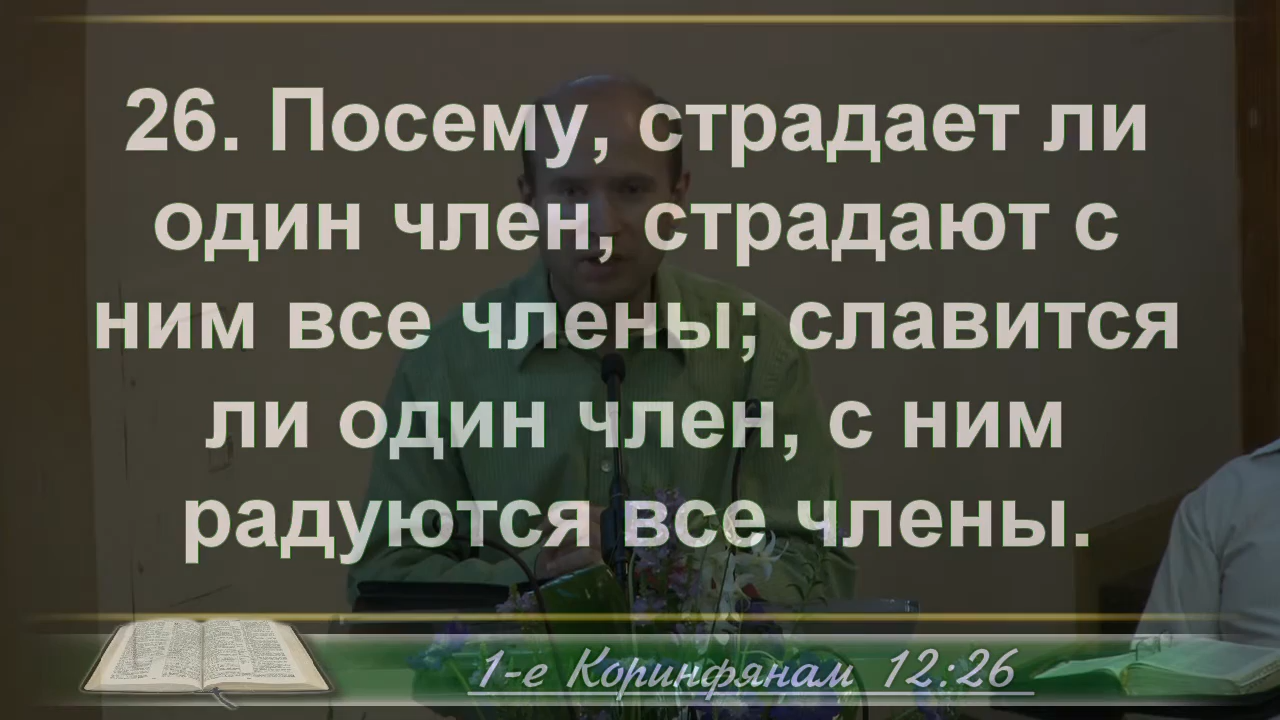 26. Посему, страдает ли
один член, страдают с
ним все члены; славится
ли один член, с ним
радуются все члены.
1-е Коринфянам 12:26